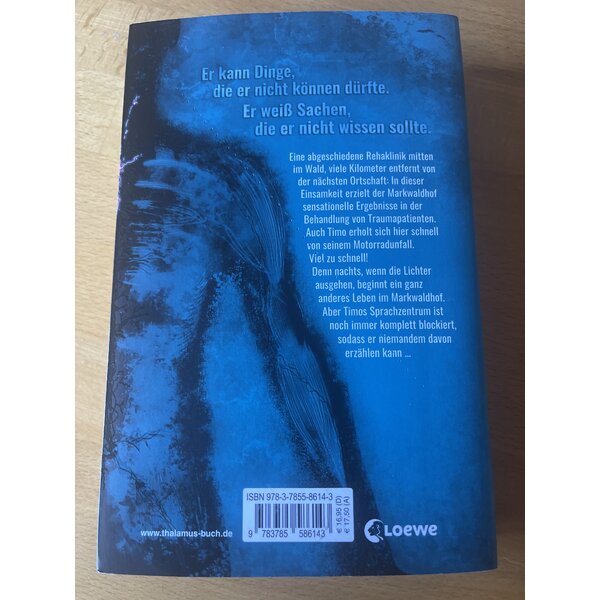 Er kann Dinge,
die er nicht können dürfte.
Er weiß Sachen,
die er nicht wissen sollte.
Eine abgeschiedene Rehaklinik mitten
im Wald, viele Kilometer entfernt von
der nächsten Ortschaft: In dieser
Einsamkeit erzielt der Markwaldhof
sensationelle Ergebnisse in der
Behandlung von Traumapatienten.
Auch Timo erholt sich hier schnell
von seinem Motorradunfall.
Viel zu schnell!
Denn nachts, wenn die Lichter
ausgehen, beginnt ein ganz
anderes Leben im Markwaldhof.
Aber Timos Sprachzentrum ist
noch immer komplett blockiert,
sodass er niemandem davon
erzählen kann ...
ISBN 978-3-7855-8614-3
€ 16,95 (D)
€ 17,50 (A)
9 783785 586143
www.thalamus-buch.de
Loewe